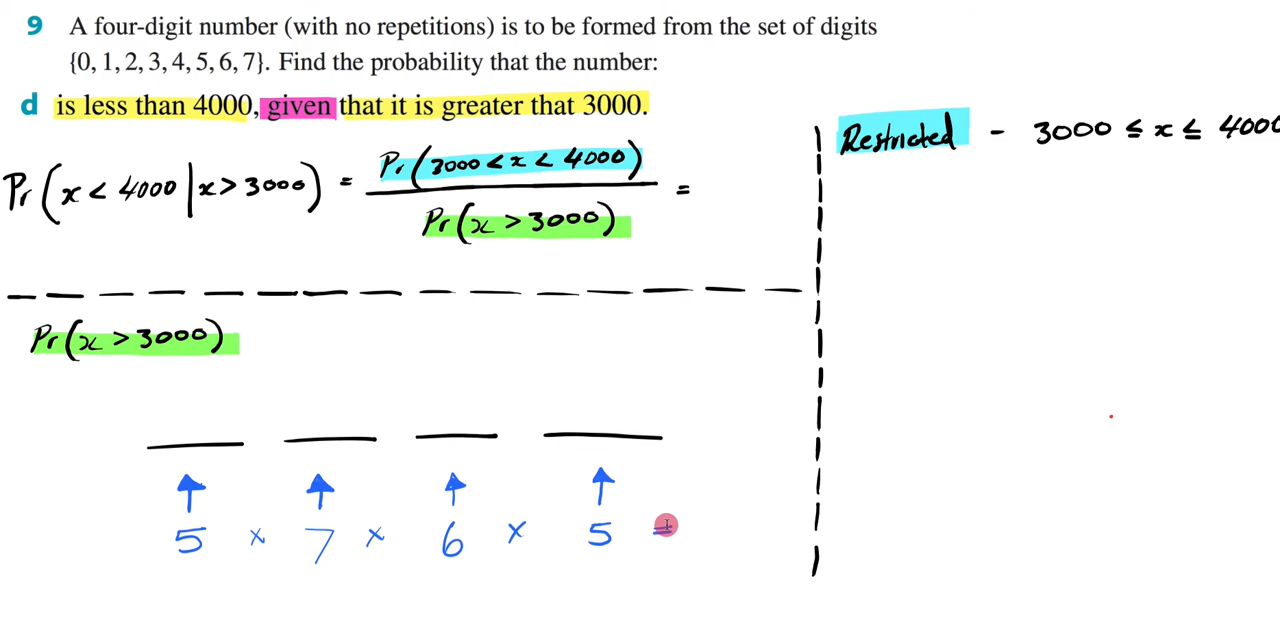 9 A four-digit number (with no repetitions) is to be formed from the set of digits
{0, 1, 2, 3, 4, 5, 6, 7}. Find the probability that the number:
d is less than 4000, given that it is greater that 3000.
Pr(x < 4000 | x > 3000) = Pr(3000 < x < 4000) / Pr(x > 3000) =
Restricted - 3000 ≤ x ≤ 4000
Pr(x > 3000)
5 × 7 × 6 × 5 =